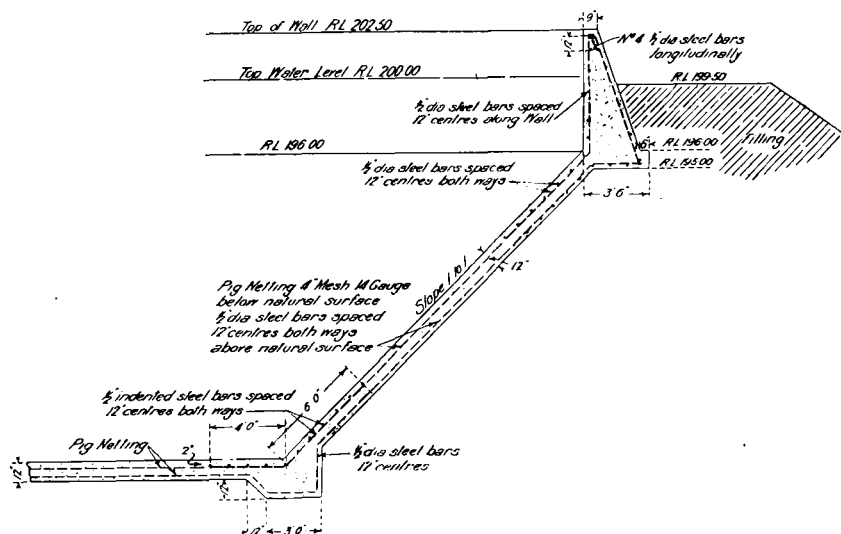 Top of Wall RL 202.50
9"
12"
Nº 4 ½" dia steel bars
longitudinally
Top Water Level RL 200.00
RL 199.50
½" dia steel bars spaced
12" centres along Wall
RL 196.00
6"
RL 196.00
Filling
RL 195.00
½" dia steel bars spaced
12" centres both ways
3' 6"
Slope 1 to 1
12"
Pig Netting 4" Mesh 14 Gauge
below natural surface
½" dia steel bars spaced
12" centres both ways
above natural surface
½" indented steel bars spaced
12" centres both ways
6' 0"
4' 0"
Pig Netting
2"
½" dia steel bars
12" centres
12"
12"
12"
3' 0"